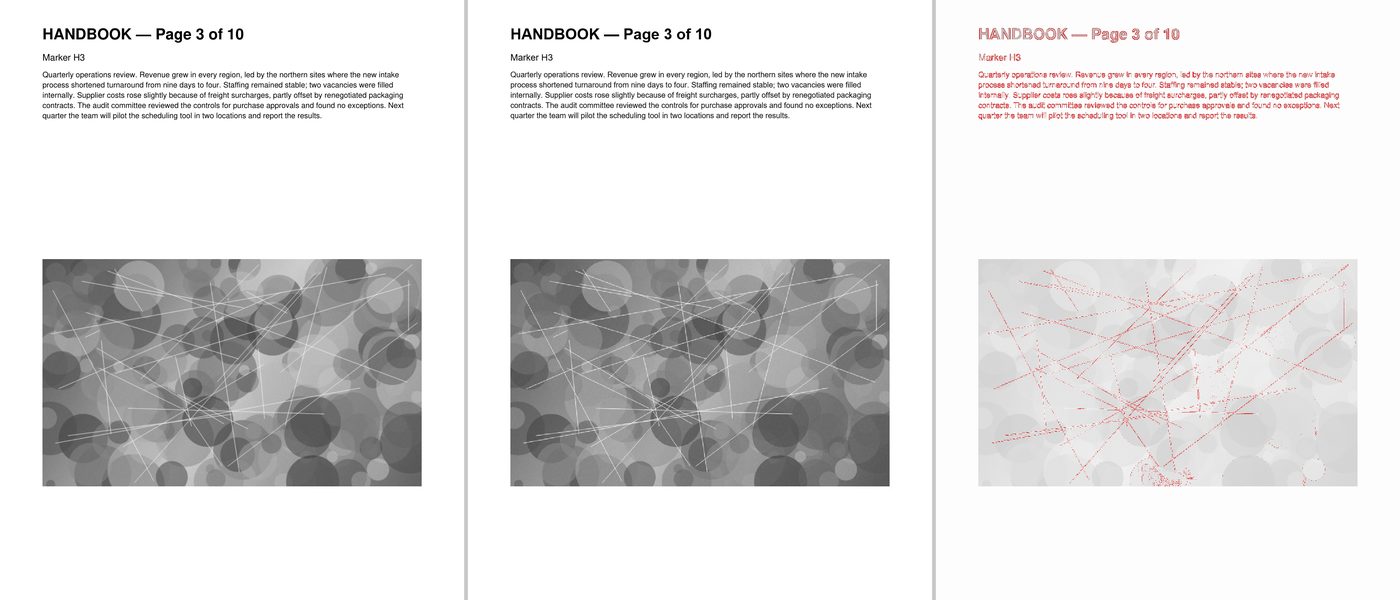 HANDBOOK — Page 3 of 10
Marker H3
Quarterly operations review. Revenue grew in every region, led by the northern sites where the new intake
process shortened turnaround from nine days to four. Staffing remained stable; two vacancies were filled
internally. Supplier costs rose slightly because of freight surcharges, partly offset by renegotiated packaging
contracts. The audit committee reviewed the controls for purchase approvals and found no exceptions. Next
quarter the team will pilot the scheduling tool in two locations and report the results.
HANDBOOK — Page 3 of 10
Marker H3
Quarterly operations review. Revenue grew in every region, led by the northern sites where the new intake
process shortened turnaround from nine days to four. Staffing remained stable; two vacancies were filled
internally. Supplier costs rose slightly because of freight surcharges, partly offset by renegotiated packaging
contracts. The audit committee reviewed the controls for purchase approvals and found no exceptions. Next
quarter the team will pilot the scheduling tool in two locations and report the results.
HANDBOOK — Page 3 of 10
Marker H3
Quarterly operations review. Revenue grew in every region, led by the northern sites where the new intake
process shortened turnaround from nine days to four. Staffing remained stable; two vacancies were filled
internally. Supplier costs rose slightly because of freight surcharges, partly offset by renegotiated packaging
contracts. The audit committee reviewed the controls for purchase approvals and found no exceptions. Next
quarter the team will pilot the scheduling tool in two locations and report the results.